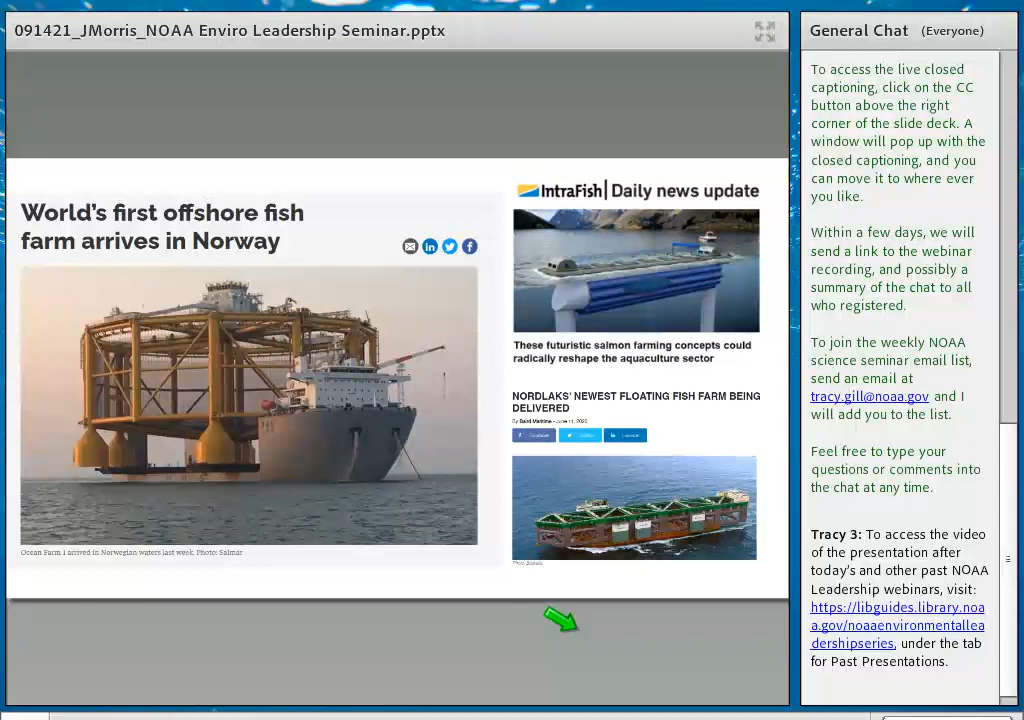 091421_JMorris_NOAA Enviro Leadership Seminar.pptx
World's first offshore fish
farm arrives in Norway
Ocean Farm 1 arrived in Norwegian waters last week. Photo: Salmar
IntraFish | Daily news update
These futuristic salmon farming concepts could
radically reshape the aquaculture sector
NORDLAKS' NEWEST FLOATING FISH FARM BEING
DELIVERED
By Baird Maritime - June 11, 2020
Facebook
Twitter
LinkedIn
General Chat (Everyone)
To access the live closed
captioning, click on the CC
button above the right
corner of the slide deck. A
window will pop up with the
closed captioning, and you
can move it to where ever
you like.
Within a few days, we will
send a link to the webinar
recording, and possibly a
summary of the chat to all
who registered.
To join the weekly NOAA
science seminar email list,
send an email at
tracy.gill@noaa.gov and I
will add you to the list.
Feel free to type your
questions or comments into
the chat at any time.
Tracy 3: To access the video
of the presentation after
today's and other past NOAA
Leadership webinars, visit:
https://libguides.library.noa
a.gov/noaaenvironmentallea
dershipseries, under the tab
for Past Presentations.